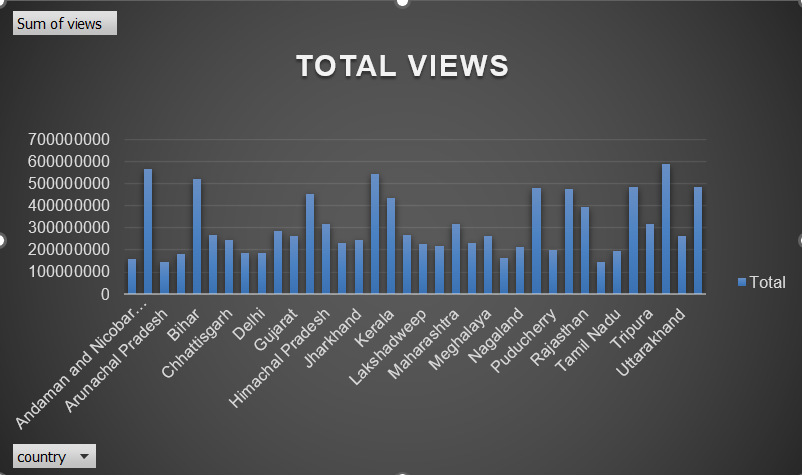 Sum of views
TOTAL VIEWS
700000000
600000000
500000000
400000000
300000000
200000000
100000000
0
Total
Andaman and Nicobar...
Arunachal Pradesh
Bihar
Chhattisgarh
Delhi
Gujarat
Himachal Pradesh
Jharkhand
Kerala
Lakshadweep
Maharashtra
Meghalaya
Nagaland
Puducherry
Rajasthan
Tamil Nadu
Tripura
Uttarakhand
country